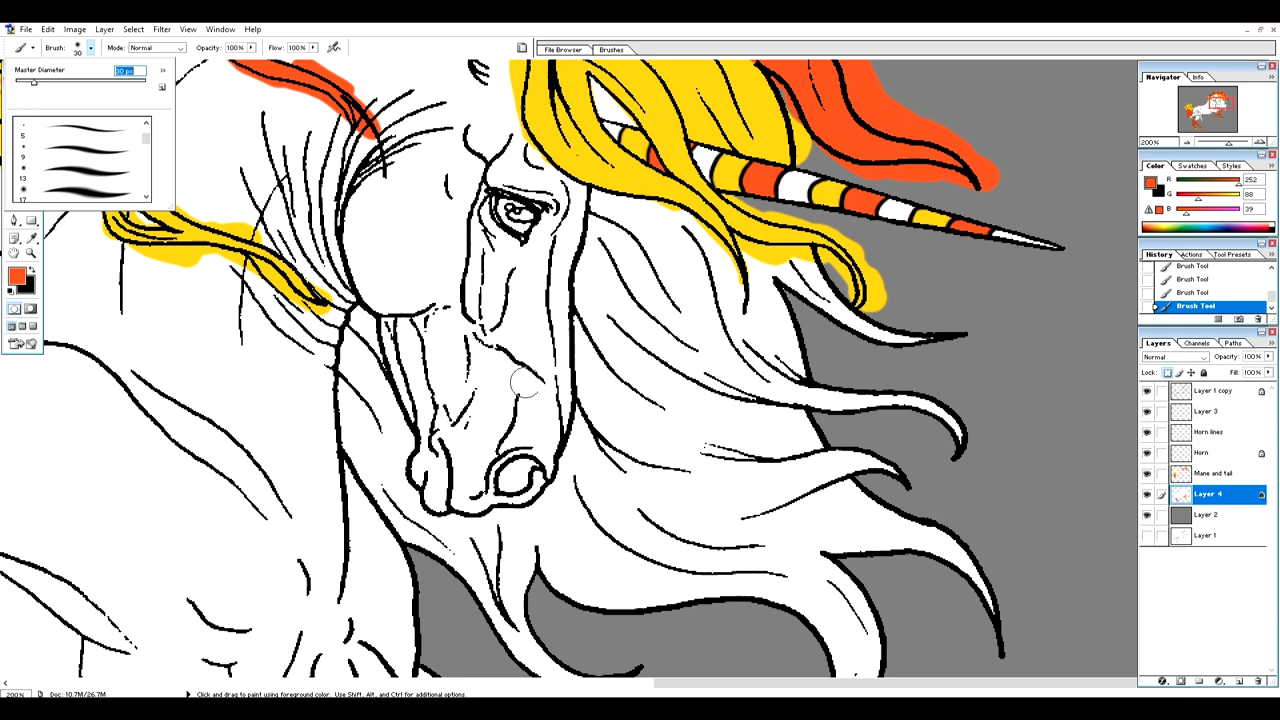 File Edit Image Layer Select Filter View Window Help
Brush: 30 Mode: Normal Opacity: 100% Flow: 100% File Browser Brushes
Master Diameter 30 px
5
9
13
17
Navigator Info
200%
Color Swatches Styles
R 252
G 88
B 39
History Actions Tool Presets
Brush Tool
Brush Tool
Brush Tool
Brush Tool
Layers Channels Paths
Normal Opacity: 100%
Lock: Fill: 100%
Layer 1 copy
Layer 3
Horn lines
Horn
Mane and tail
Layer 4
Layer 2
Layer 1
200% Doc: 10.7M/26.7M Click and drag to paint using foreground color. Use Shift, Alt, and Ctrl for additional options.